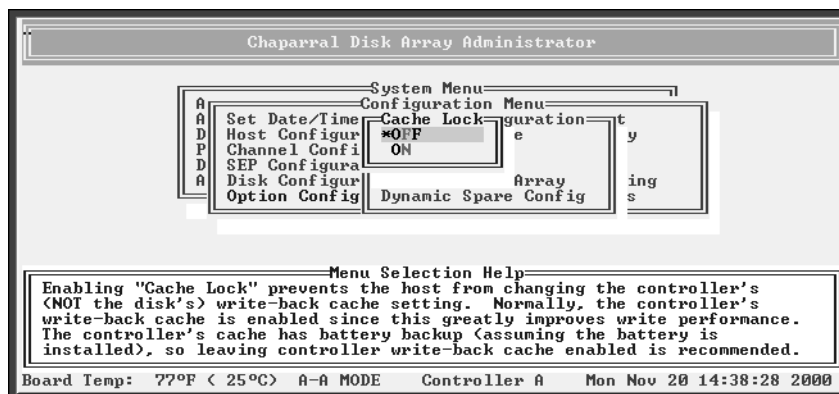 Chaparral Disk Array Administrator
System Menu
A Configuration Menu
A Set Date/Time Cache Lock guration t
D Host Configur *OFF e y
P Channel Confi ON
D SEP Configura
A Disk Configur Array ing
Option Config Dynamic Spare Config s
Menu Selection Help
Enabling "Cache Lock" prevents the host from changing the controller's
(NOT the disk's) write-back cache setting. Normally, the controller's
write-back cache is enabled since this greatly improves write performance.
The controller's cache has battery backup (assuming the battery is
installed), so leaving controller write-back cache enabled is recommended.
Board Temp: 77ºF ( 25ºC) A-A MODE Controller A Mon Nov 20 14:38:28 2000